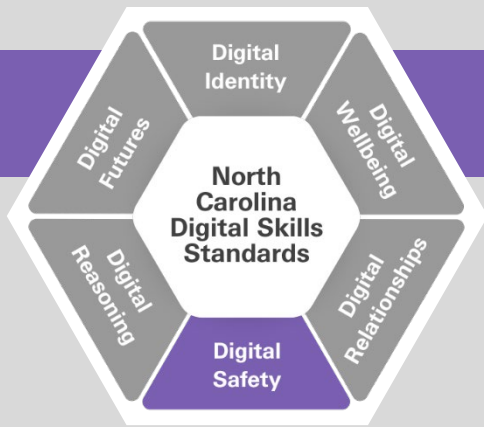 Digital
Identity
Digital
Wellbeing
Digital
Relationships
Digital
Safety
Digital
Reasoning
Digital
Futures
North
Carolina
Digital Skills
Standards